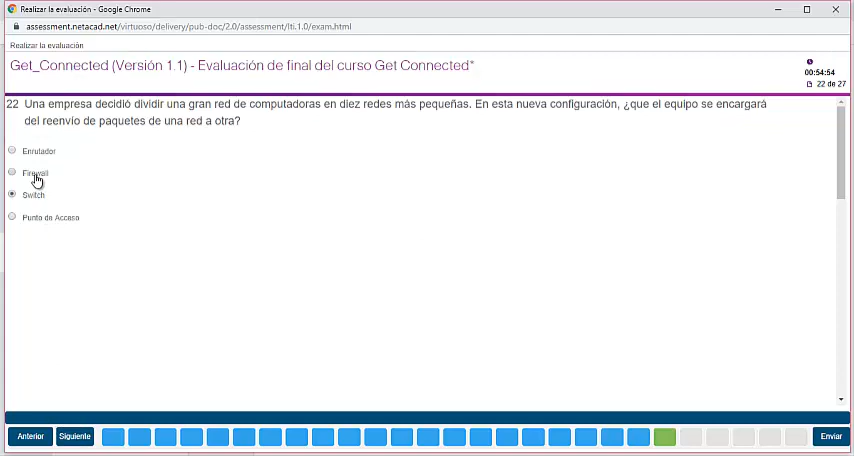 Realizar la evaluación - Google Chrome
assessment.netacad.net/virtuoso/delivery/pub-doc/2.0/assessment/lti.1.0/exam.html
Realizar la evaluación
Get_Connected (Versión 1.1) - Evaluación de final del curso Get Connected*
00:54:54
22 de 27
22 Una empresa decidió dividir una gran red de computadoras en diez redes más pequeñas. En esta nueva configuración, ¿que el equipo se encargará
del reenvío de paquetes de una red a otra?
Enrutador
Firewall
Switch
Punto de Acceso
Anterior Siguiente Enviar